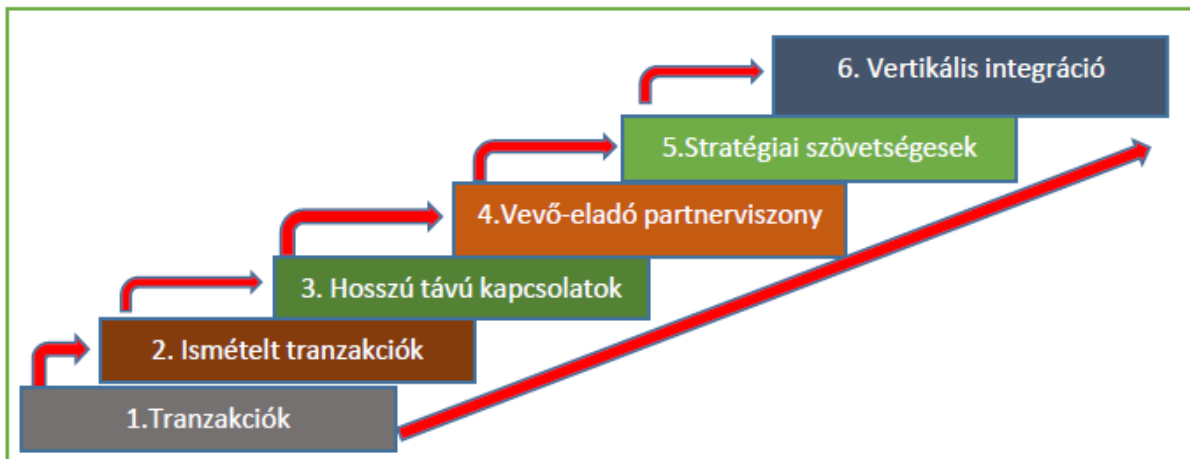 6. Vertikális integráció
5.Stratégiai szövetségesek
4.Vevő-eladó partnerviszony
3. Hosszú távú kapcsolatok
2. Ismételt tranzakciók
1.Tranzakciók